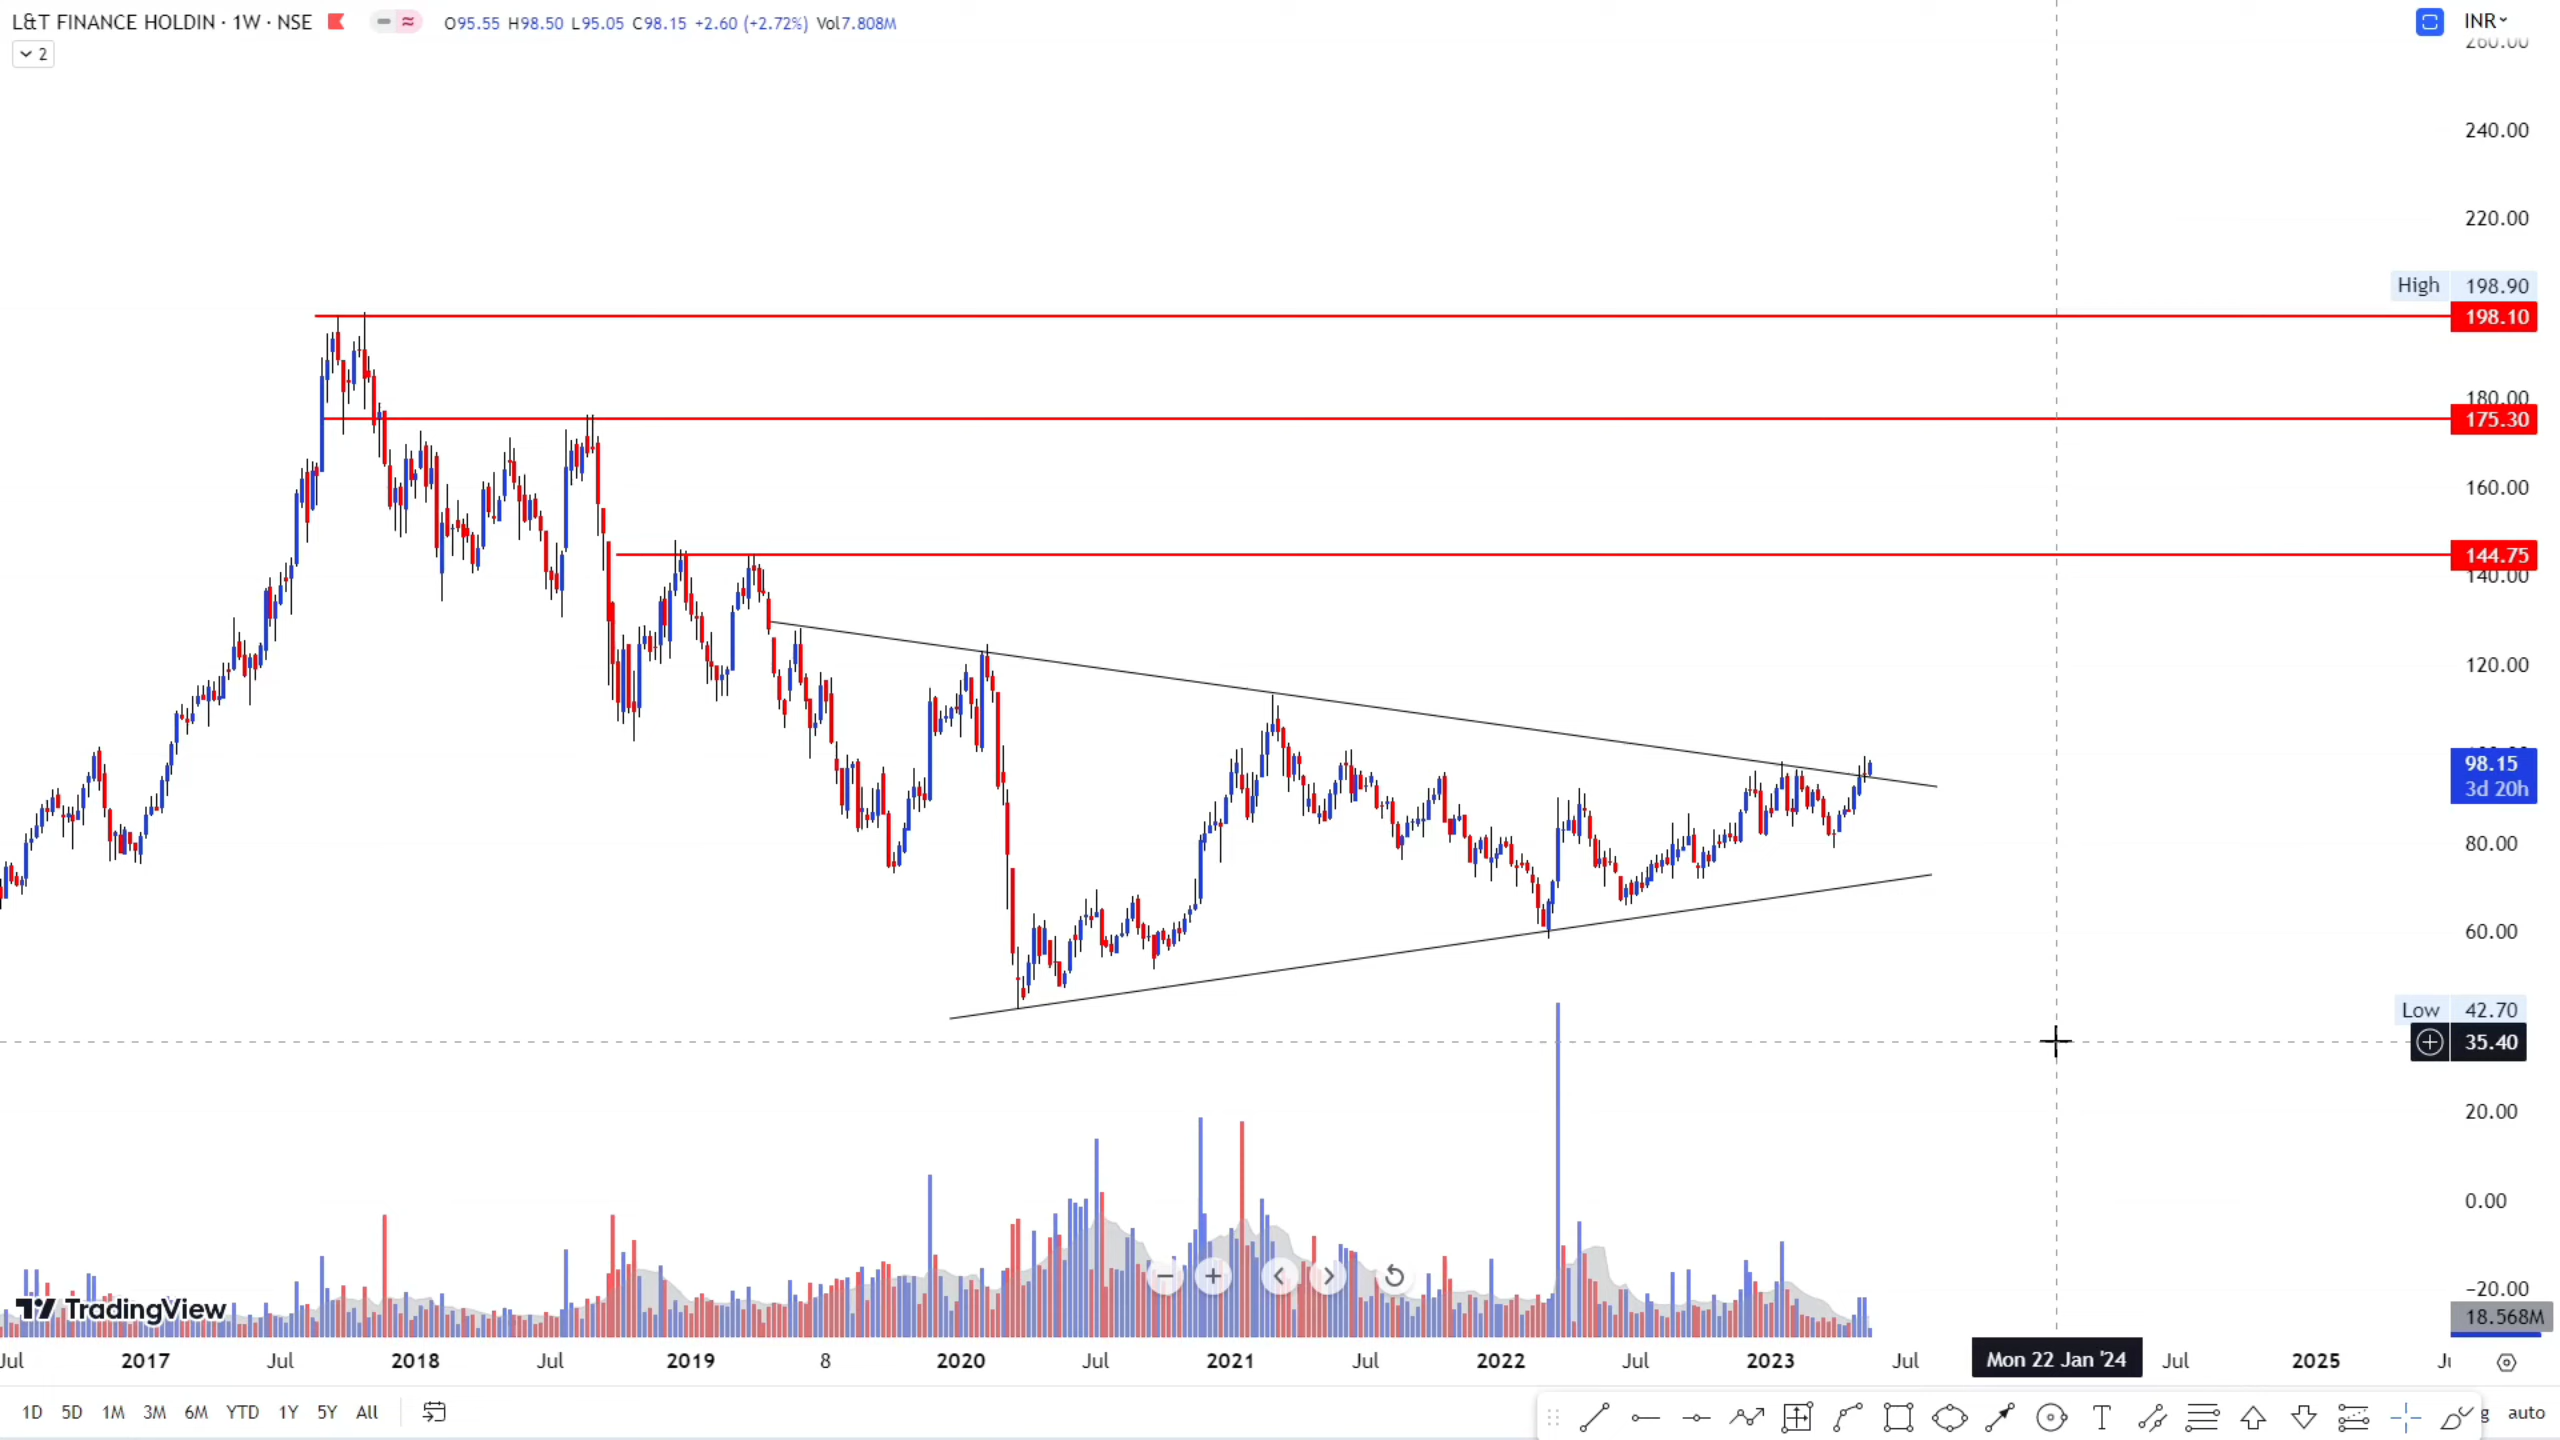 L&T FINANCE HOLDIN · 1W · NSE O95.55 H98.50 L95.05 C98.15 +2.60 (+2.72%) Vol7.808M
INR
2
260.00
240.00
220.00
High 198.90
198.10
180.00
175.30
160.00
144.75
140.00
120.00
98.15
3d 20h
80.00
60.00
Low 42.70
35.40
20.00
0.00
-20.00
TradingView
18.568M
Jul 2017 Jul 2018 Jul 2019 8 2020 Jul 2021 Jul 2022 Jul 2023 Jul Mon 22 Jan '24 Jul 2025
1D 5D 1M 3M 6M YTD 1Y 5Y All
auto